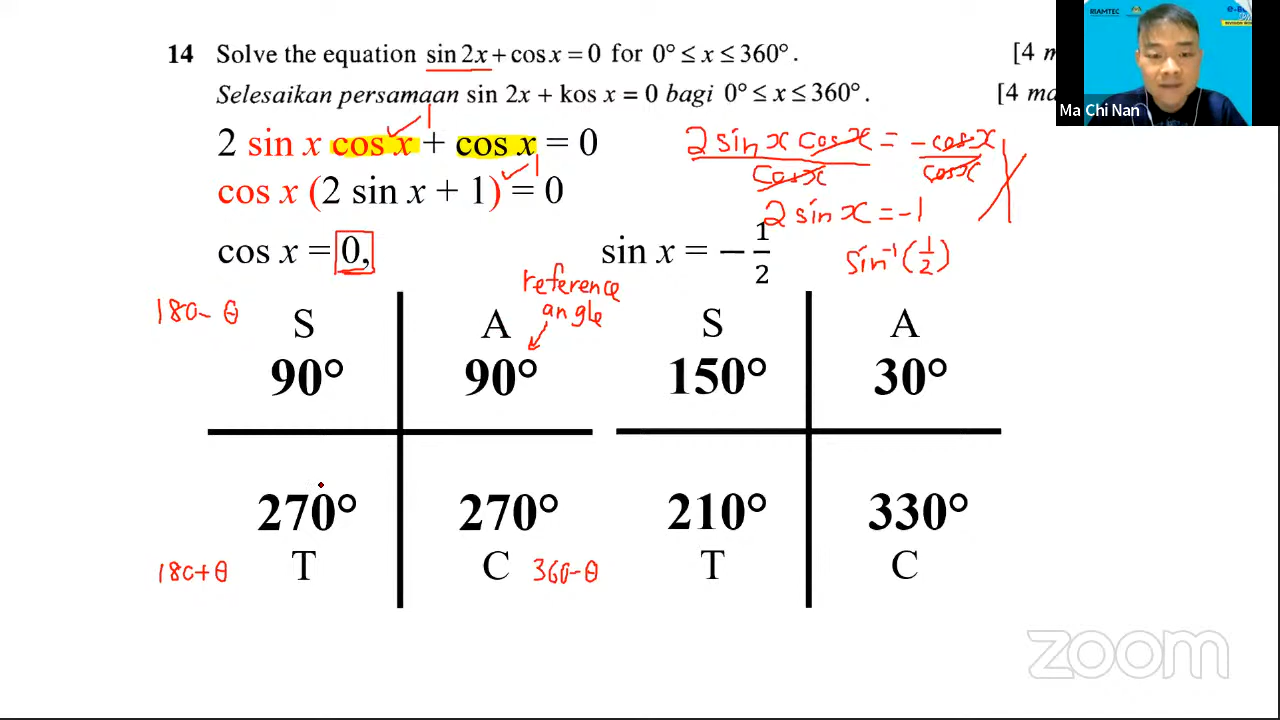 14 Solve the equation sin 2x + cos x = 0 for 0° ≤ x ≤ 360°. [4 m
Selesaikan persamaan sin 2x + kos x = 0 bagi 0° ≤ x ≤ 360°. [4 ma
RIAMTEC
Ma Chi Nan
2 sin x cos x + cos x = 0
1
cos x (2 sin x + 1) = 0
1
2 sin x cos x / cos x = -cos x / cos x
2 sin x = -1
cos x = 0,
sin x = − 1/2
sin⁻¹(1/2)
reference
angle
180 - θ
S
A
90°
90°
270°
270°
180 + θ
T
C
360 - θ
S
A
150°
30°
210°
330°
T
C
zoom